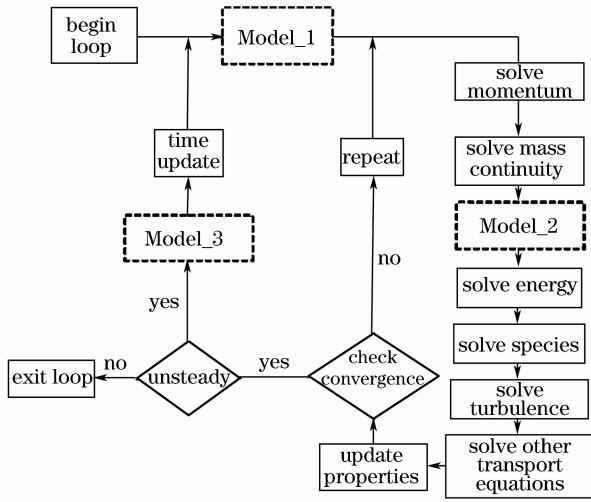 begin
loop
Model_1
solve
momentum
time
update
repeat
solve mass
continuity
Model_3
Model_2
no
yes
solve energy
solve species
no
unsteady
yes
check
convergence
exit loop
solve
turbulence
update
properties
solve other
transport
equations